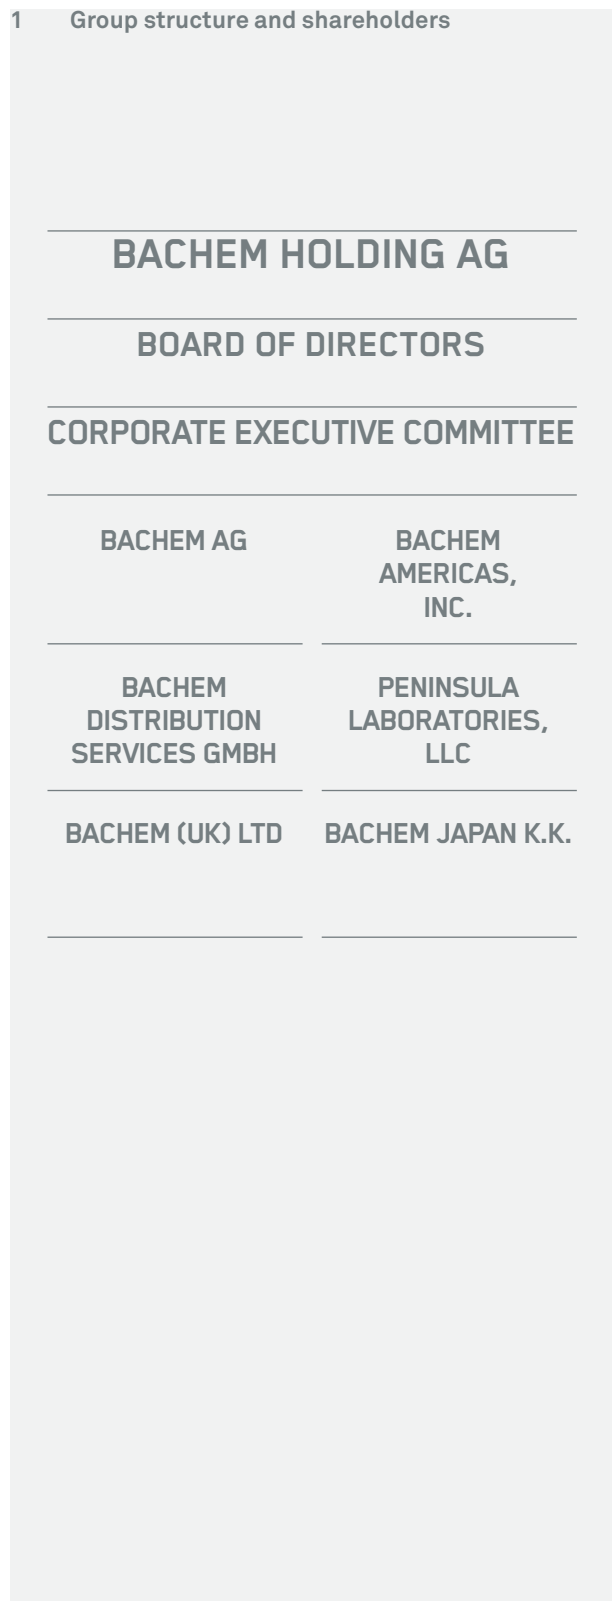 1 Group structure and shareholders
BACHEM HOLDING AG
BOARD OF DIRECTORS
CORPORATE EXECUTIVE COMMITTEE
BACHEM AG
BACHEM
AMERICAS,
INC.
BACHEM
DISTRIBUTION
SERVICES GMBH
PENINSULA
LABORATORIES,
LLC
BACHEM (UK) LTD
BACHEM JAPAN K.K.